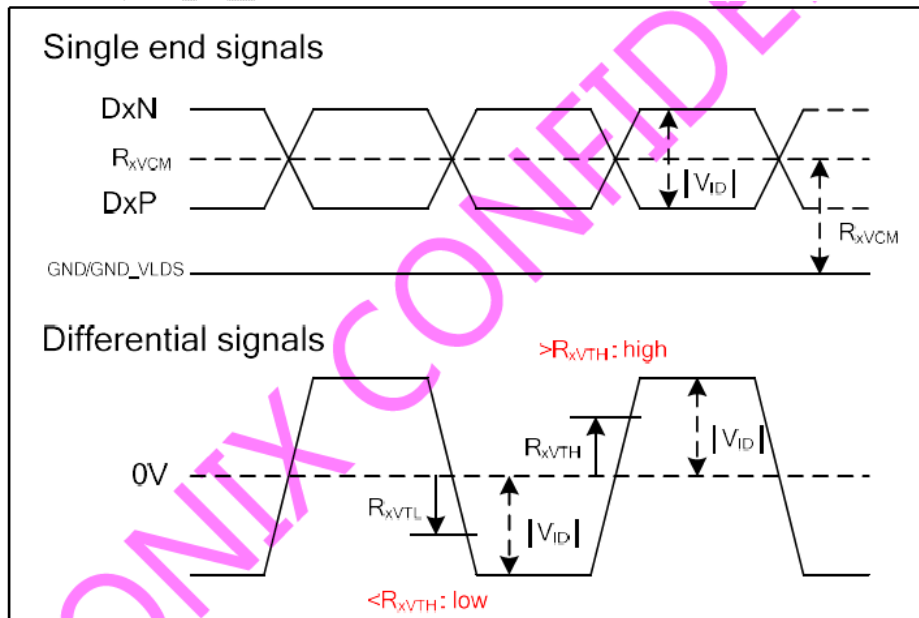 Single end signals
DxN
RxVCM
DxP
|VID|
RxVCM
GND/GND_VLDS
Differential signals
>RxVTH: high
0V
RxVTH
|VID|
RxVTL
|VID|
<RxVTH: low
ONIX CONFIDE